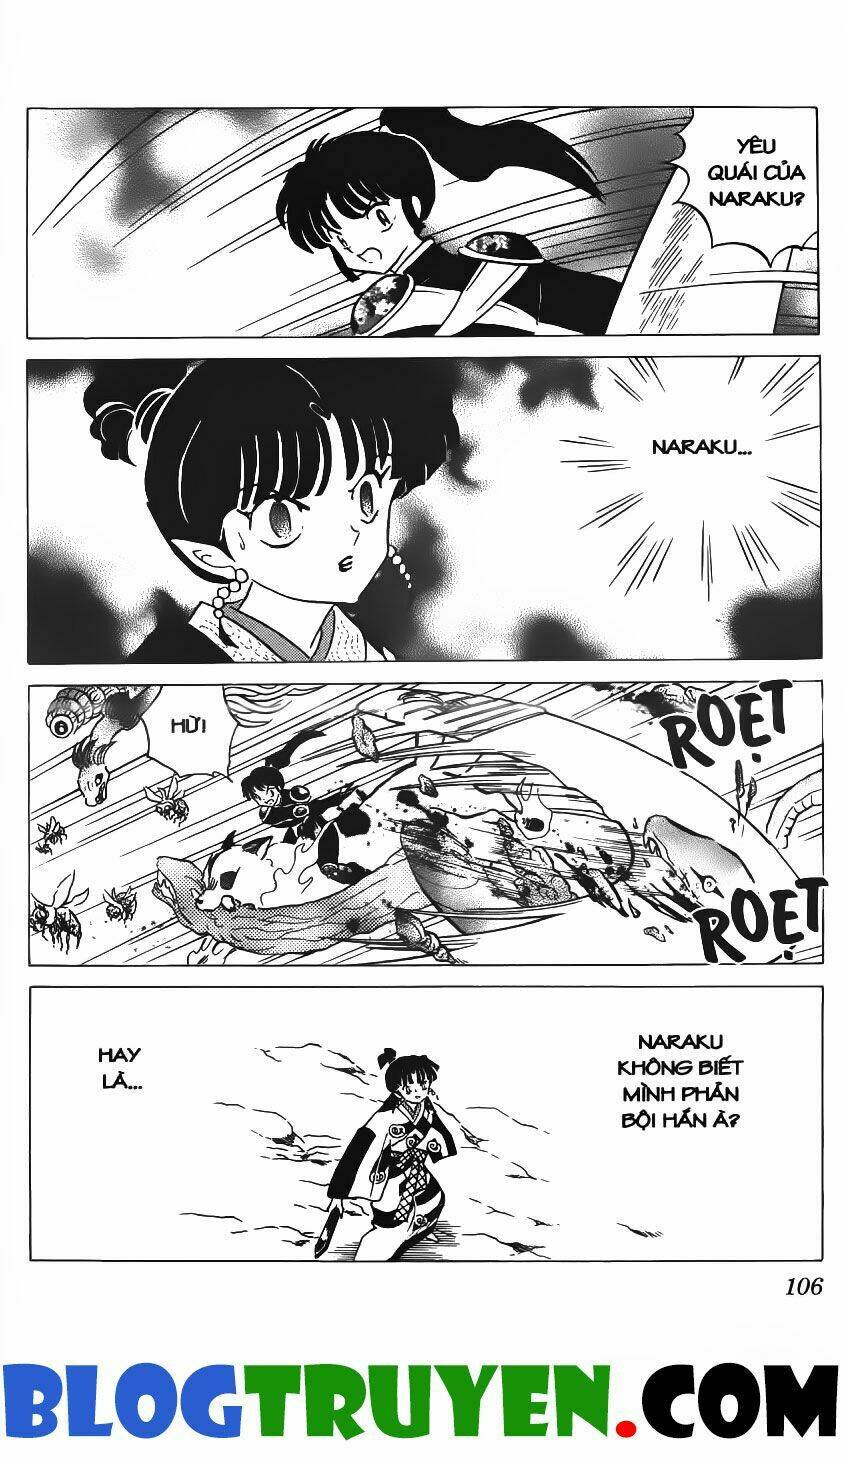 YÊU
QUÁI CỦA
NARAKU?
NARAKU...
HỪ!
ROẸT
ROẸT
NARAKU
KHÔNG BIẾT
MÌNH PHẢN
BỘI HẮN À?
HAY
LÀ...
106
BLOGTRUYEN.COM